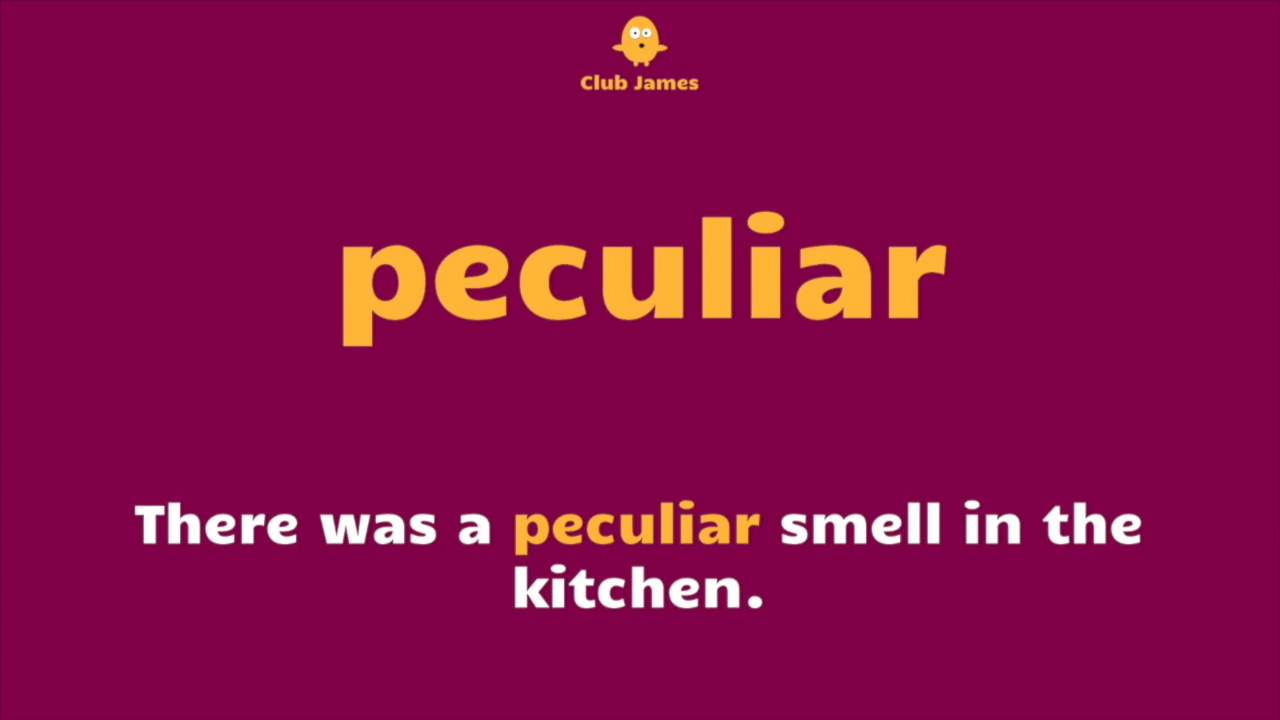 Club James
peculiar
There was a peculiar smell in the
kitchen.